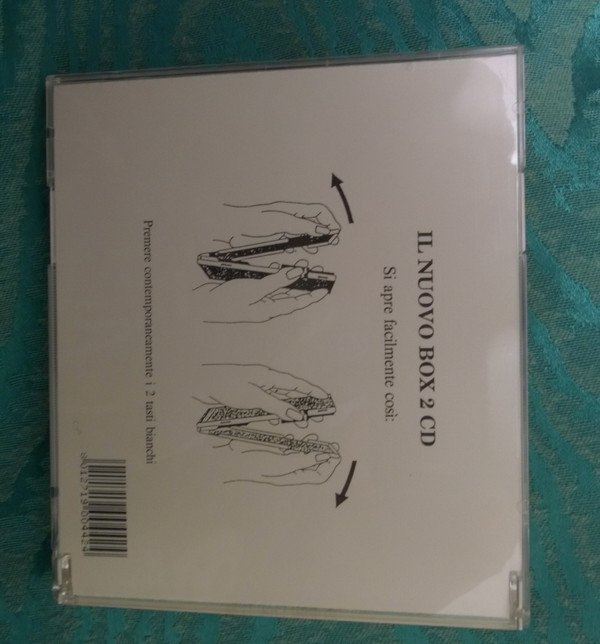 IL NUOVO BOX 2 CD
Si apre facilmente così:
Premere contemporaneamente i 2 tasti bianchi